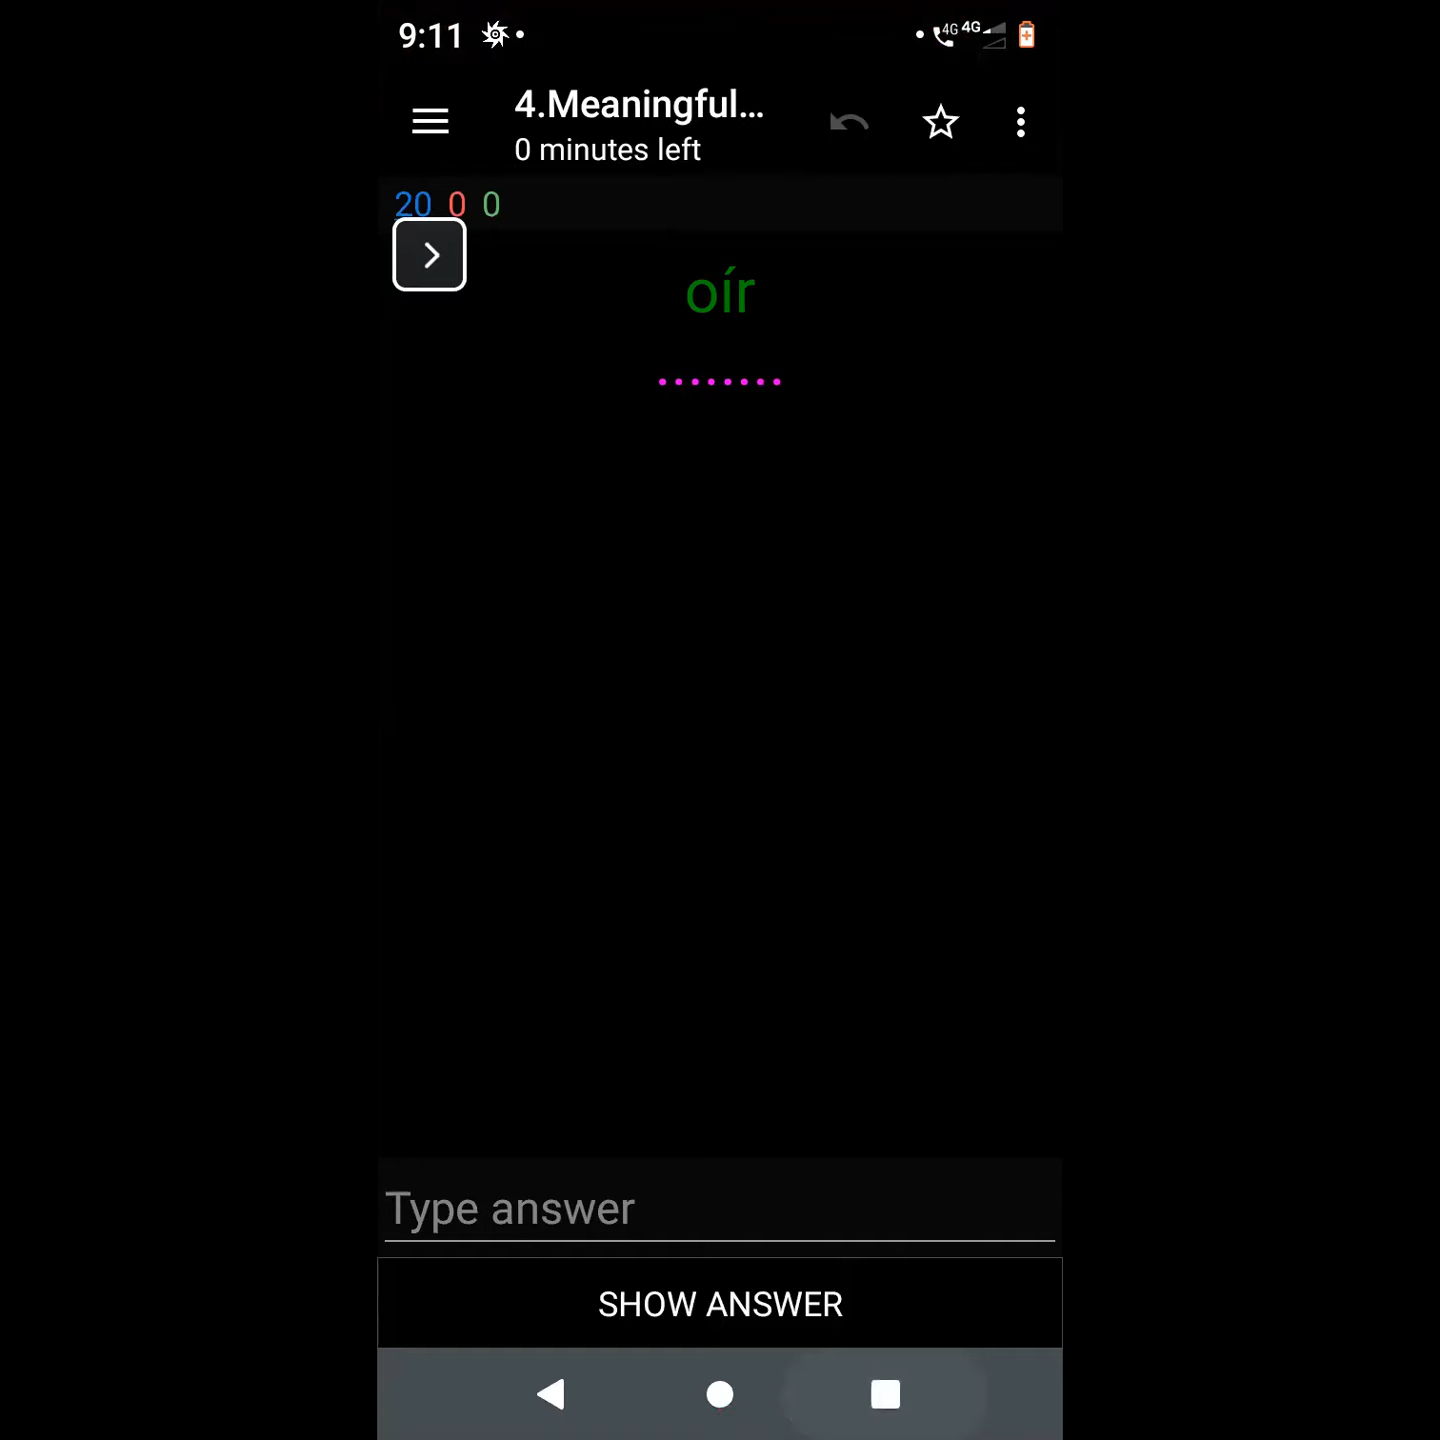 9:11
4G 4G
4.Meaningful...
0 minutes left
20 0 0
oír
........
Type answer
SHOW ANSWER